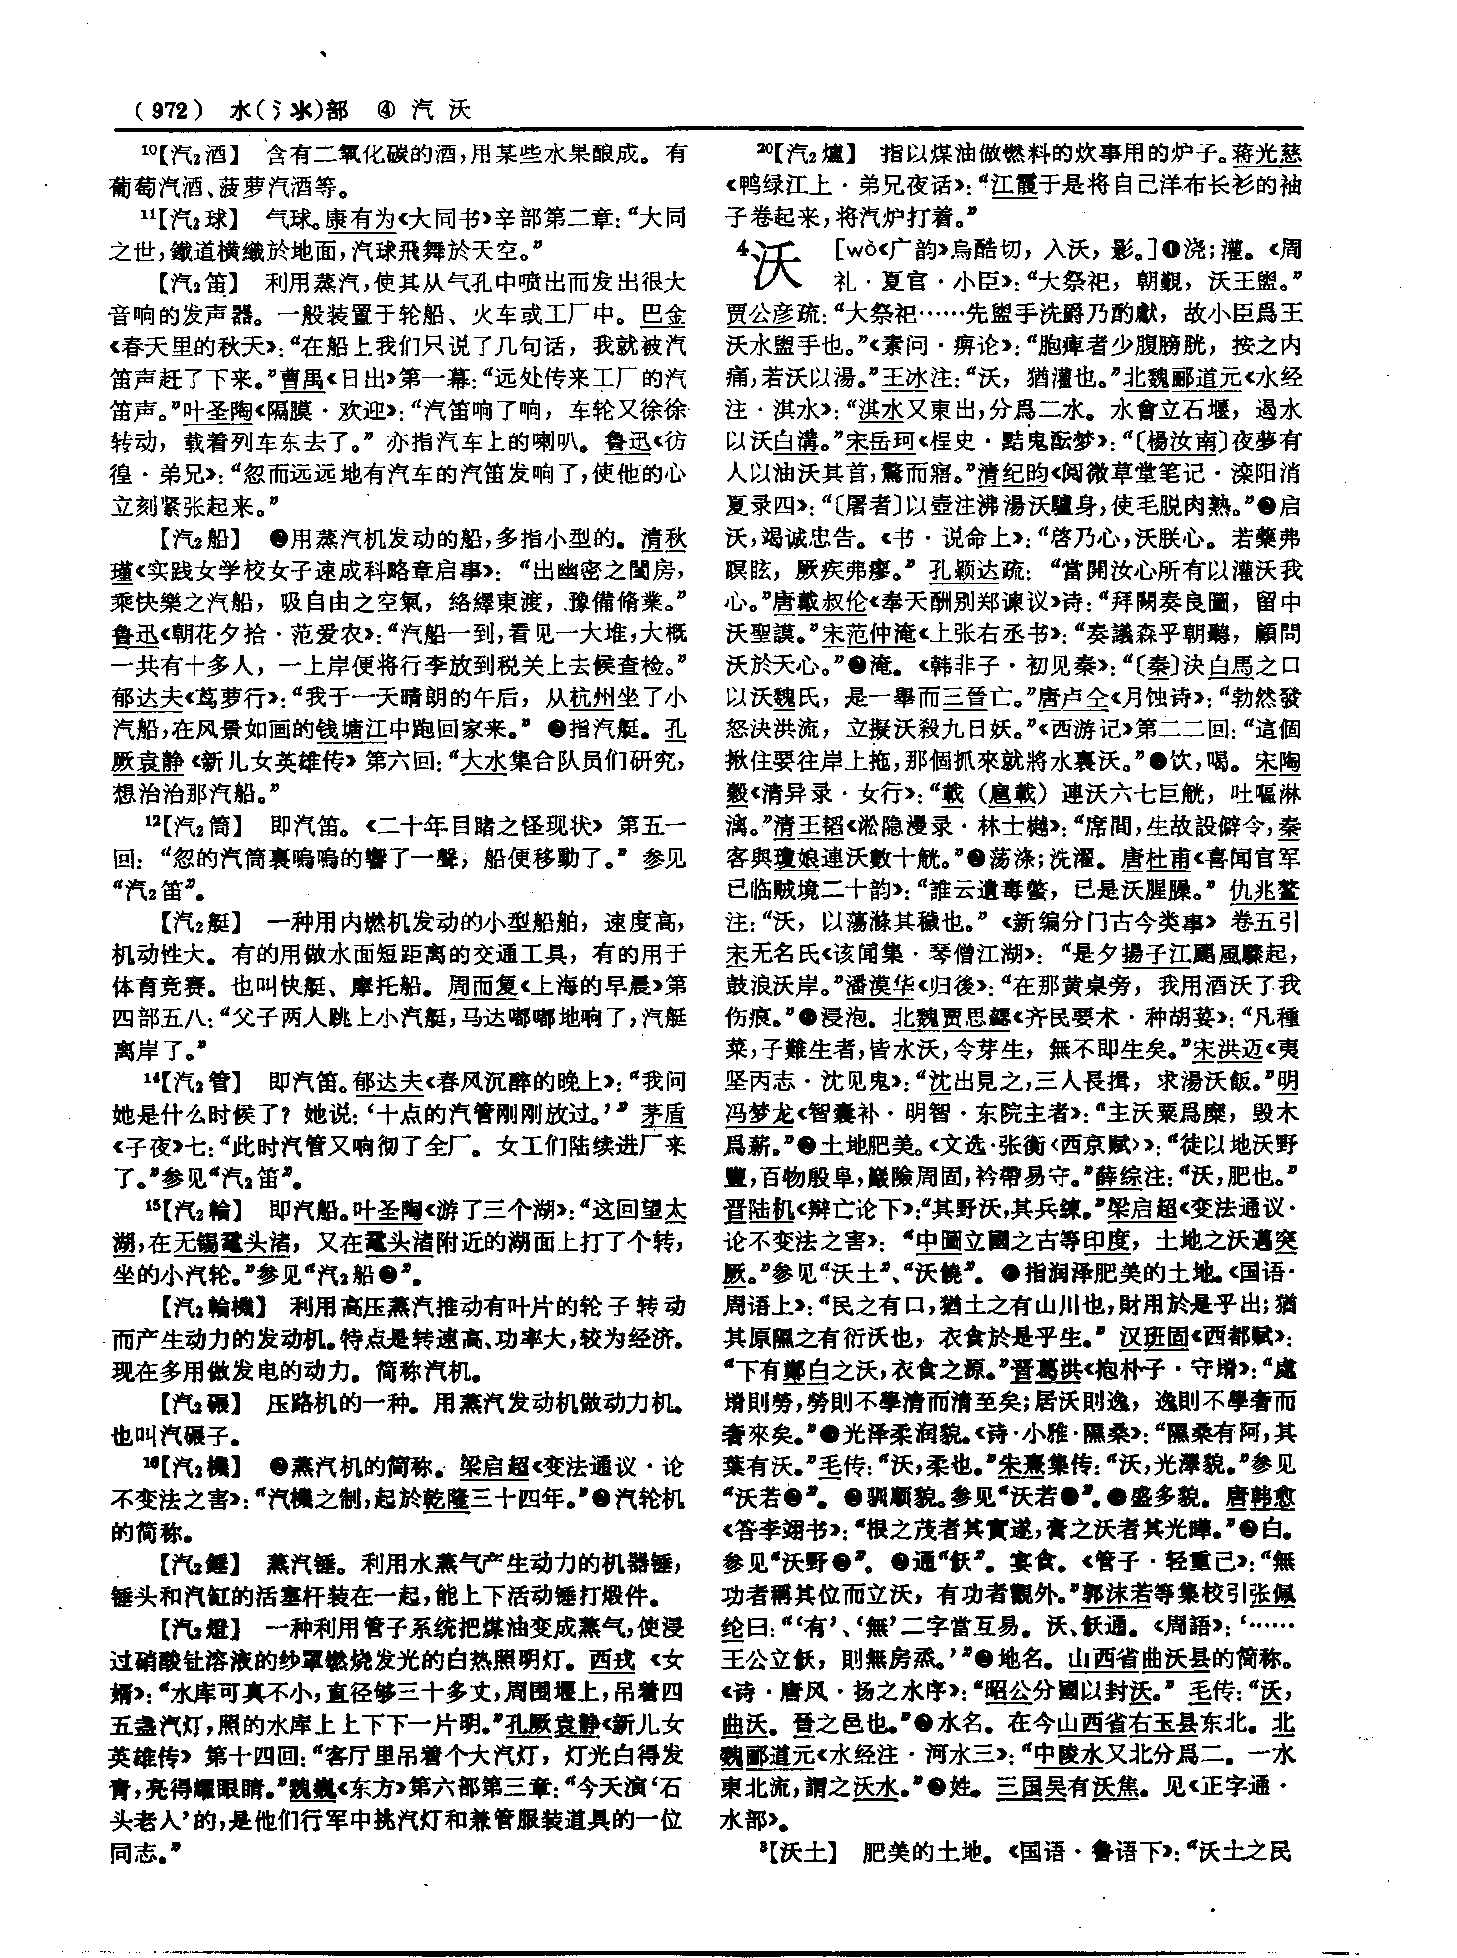 (972) 水(氵氺)部 ④ 汽 沃
¹⁰【汽₂酒】 含有二氧化碳的酒,用某些水果酿成。有
葡萄汽酒、菠萝汽酒等。
¹¹【汽₂球】 气球。康有为《大同书》辛部第二章:“大同
之世,鐵道横織於地面,汽球飛舞於天空。”
【汽₂笛】 利用蒸汽,使其从气孔中喷出而发出很大
音响的发声器。一般装置于轮船、火车或工厂中。巴金
《春天里的秋天》:“在船上我们只说了几句话,我就被汽
笛声赶了下来。”曹禺《日出》第一幕:“远处传来工厂的汽
笛声。”叶圣陶《隔膜·欢迎》:“汽笛响了响,车轮又徐徐
转动,载着列车东去了。”亦指汽车上的喇叭。鲁迅《彷
徨·弟兄》:“忽而远远地有汽车的汽笛发响了,使他的心
立刻紧张起来。”
【汽₂船】 ❶用蒸汽机发动的船,多指小型的。清秋
瑾《实践女学校女子速成科略章启事》:“出幽密之閨房,
乘快樂之汽船,吸自由之空氣,絡繹東渡,豫備脩業。”
鲁迅《朝花夕拾·范爱农》:“汽船一到,看见一大堆,大概
一共有十多人,一上岸便将行李放到税关上去候查检。”
郁达夫《茑萝行》:“我于一天晴朗的午后,从杭州坐了小
汽船,在风景如画的钱塘江中跑回家来。” ❷指汽艇。孔
厥袁静《新儿女英雄传》第六回:“大水集合队员们研究,
想治治那汽船。”
¹²【汽₂筒】 即汽笛。《二十年目睹之怪现状》第五一
回:“忽的汽筒裏嗚嗚的響了一聲,船便移動了。”参见
“汽₂笛”。
【汽₂艇】 一种用内燃机发动的小型船舶,速度高,
机动性大。有的用做水面短距离的交通工具,有的用于
体育竞赛。也叫快艇、摩托船。周而复《上海的早晨》第
四部五八:“父子两人跳上小汽艇,马达嘟嘟地响了,汽艇
离岸了。”
¹⁴【汽₂管】 即汽笛。郁达夫《春风沉醉的晚上》:“我问
她是什么时候了?她说:‘十点的汽管刚刚放过。’”茅盾
《子夜》七:“此时汽管又响彻了全厂。女工们陆续进厂来
了。”参见“汽₂笛”。
¹⁵【汽₂輪】 即汽船。叶圣陶《游了三个湖》:“这回望太
湖,在无锡鼋头渚,又在鼋头渚附近的湖面上打了个转,
坐的小汽轮。”参见“汽₂船❶”。
【汽₂輪機】 利用高压蒸汽推动有叶片的轮子转动
而产生动力的发动机。特点是转速高、功率大,较为经济。
现在多用做发电的动力。简称汽机。
【汽₂碾】 压路机的一种。用蒸汽发动机做动力机。
也叫汽碾子。
¹⁶【汽₂機】 ❶蒸汽机的简称。梁启超《变法通议·论
不变法之害》:“汽機之制,起於乾隆三十四年。”❷汽轮机
的简称。
【汽₂錘】 蒸汽锤。利用水蒸气产生动力的机器锤,
锤头和汽缸的活塞杆装在一起,能上下活动锤打煅件。
【汽₂燈】 一种利用管子系统把煤油变成蒸气,使浸
过硝酸钍溶液的纱罩燃烧发光的白热照明灯。西戎《女
婿》:“水库可真不小,直径够三十多丈,周围堰上,吊着四
五盏汽灯,照的水库上上下下一片明。”孔厥袁静《新儿女
英雄传》第十四回:“客厅里吊着个大汽灯,灯光白得发
青,亮得耀眼睛。”魏巍《东方》第六部第三章:“今天演‘石
头老人’的,是他们行军中挑汽灯和兼管服装道具的一位
同志。”
²⁰【汽₂爐】 指以煤油做燃料的炊事用的炉子。蒋光慈
《鸭绿江上·弟兄夜话》:“江霞于是将自己洋布长衫的袖
子卷起来,将汽炉打着。”
⁴沃 [wò《广韵》烏酷切,入沃,影。]❶浇;灌。《周
礼·夏官·小臣》:“大祭祀,朝覲,沃王盥。”
贾公彦疏:“大祭祀……先盥手洗爵乃酌獻,故小臣爲王
沃水盥手也。”《素问·痹论》:“胞痺者少腹膀胱,按之内
痛,若沃以湯。”王冰注:“沃,猶灌也。”北魏郦道元《水经
注·淇水》:“淇水又東出,分爲二水。水會立石堰,遏水
以沃白溝。”宋岳珂《桯史·黠鬼酝梦》:“〔楊汝南〕夜夢有
人以油沃其首,驚而寤。”清纪昀《阅微草堂笔记·滦阳消
夏录四》:“〔屠者〕以壺注沸湯沃驢身,使毛脱肉熟。”❷启
沃,竭诚忠告。《书·说命上》:“啓乃心,沃朕心。若藥弗
瞑眩,厥疾弗瘳。” 孔颖达疏:“當開汝心所有以灌沃我
心。”唐戴叔伦《奉天酬别郑谏议》诗:“拜闕奏良圖,留中
沃聖謨。”宋范仲淹《上张右丞书》:“奏議森乎朝聽,顧問
沃於天心。”❸淹。《韩非子·初见秦》:“〔秦〕決白馬之口
以沃魏氏,是一舉而三晉亡。”唐卢仝《月蚀诗》:“勃然發
怒決洪流,立擬沃殺九日妖。”《西游记》第二二回:“這個
揪住要往岸上拖,那個抓來就將水裏沃。”❹饮,喝。宋陶
穀《清异录·女行》:“載(扈載)連沃六七巨觥,吐嘔淋
漓。”清王韬《淞隐漫录·林士樾》:“席間,生故設僻令,秦
客與瓊娘連沃數十觥。”❺荡涤;洗濯。唐杜甫《喜闻官军
已临贼境二十韵》:“誰云遺毒螫,已是沃腥臊。”仇兆鳌
注:“沃,以蕩滌其穢也。”《新编分门古今类事》卷五引
宋无名氏《该闻集·琴僧江湖》:“是夕揚子江颶風驟起,
鼓浪沃岸。”潘漠华《归後》:“在那黄桌旁,我用酒沃了我
伤痕。”❻浸泡。北魏贾思勰《齐民要术·种胡荽》:“凡種
菜,子難生者,皆水沃,令芽生,無不即生矣。”宋洪迈《夷
坚丙志·沈见鬼》:“沈出見之,三人長揖,求湯沃飯。”明
冯梦龙《智囊补·明智·东院主者》:“主沃粟爲糜,毁木
爲薪。”❼土地肥美。《文选·张衡〈西京赋〉》:“徒以地沃野
豐,百物殷阜,巖險周固,衿帶易守。”薛综注:“沃,肥也。”
晋陆机《辩亡论下》:“其野沃,其兵練。”梁启超《变法通议·
论不变法之害》:“中國立國之古等印度,土地之沃邁突
厥。”参见“沃土”、“沃饒”。❽指润泽肥美的土地。《国语·
周语上》:“民之有口,猶土之有山川也,財用於是乎出;猶
其原隰之有衍沃也,衣食於是乎生。”汉班固《西都赋》:
“下有鄭白之沃,衣食之源。”晋葛洪《抱朴子·守塉》:“處
塉則勞,勞則不學清而清至矣;居沃則逸,逸則不學奢而
奢來矣。”❾光泽柔润貌。《诗·小雅·隰桑》:“隰桑有阿,其
葉有沃。”毛传:“沃,柔也。”朱熹集传:“沃,光澤貌。”参见
“沃若❶”。❿驯顺貌。参见“沃若❷”。⓫盛多貌。唐韩愈
《答李翊书》:“根之茂者其實遂,膏之沃者其光曄。”⓬白。
参见“沃野❷”。⓭通“飫”。宴食。《管子·轻重己》:“無
功者稱其位而立沃,有功者觀外。”郭沫若等集校引张佩
纶曰:“‘有’、‘無’二字當互易。沃、飫通。《周語》:‘……
王公立飫,則無房烝。’”⓮地名。山西省曲沃县的简称。
《诗·唐风·扬之水序》:“昭公分國以封沃。”毛传:“沃,
曲沃。晉之邑也。”⓯水名。在今山西省右玉县东北。北
魏郦道元《水经注·河水三》:“中陵水又北分爲二。一水
東北流,謂之沃水。”⓰姓。三国吴有沃焦。见《正字通·
水部》。
³【沃土】 肥美的土地。《国语·鲁语下》:“沃土之民